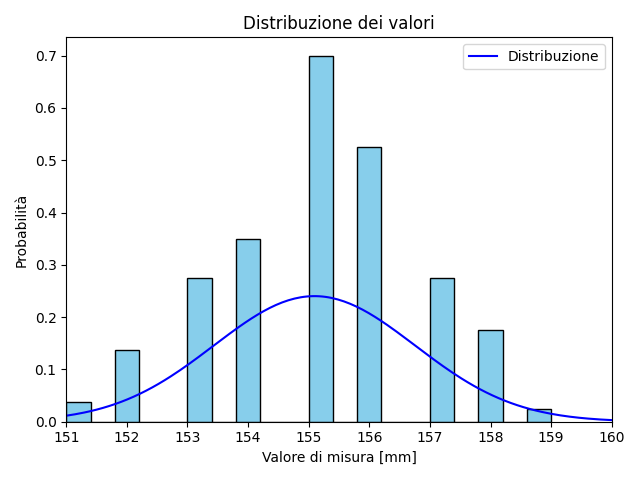 Distribuzione dei valori
Distribuzione
Probabilità
0.7
0.6
0.5
0.4
0.3
0.2
0.1
0.0
151 152 153 154 155 156 157 158 159 160
Valore di misura [mm]